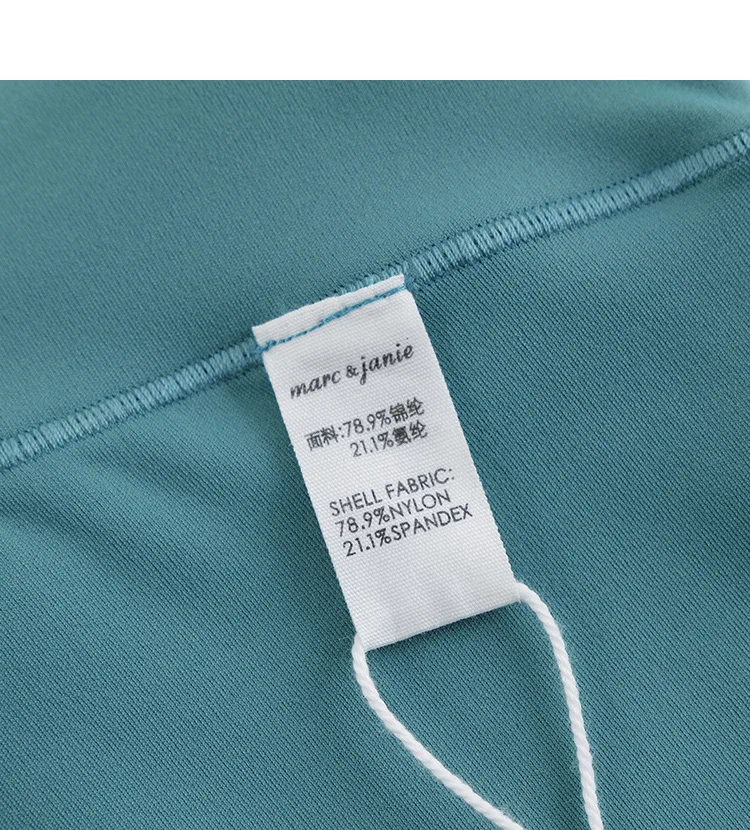 marc & janie
面料:78.9%锦纶
21.1%氨纶
SHELL FABRIC:
78.9%NYLON
21.1%SPANDEX